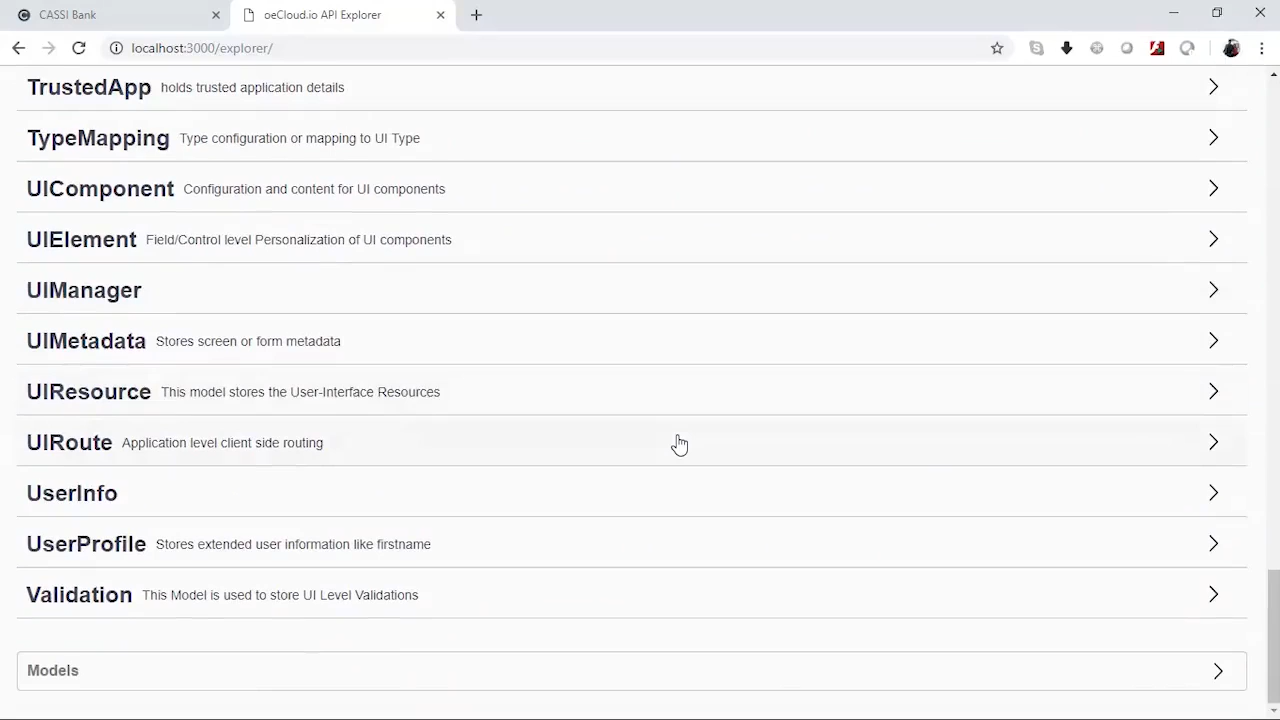 CASSI Bank
oeCloud.io API Explorer
localhost:3000/explorer/
TrustedApp holds trusted application details
TypeMapping Type configuration or mapping to UI Type
UIComponent Configuration and content for UI components
UIElement Field/Control level Personalization of UI components
UIManager
UIMetadata Stores screen or form metadata
UIResource This model stores the User-Interface Resources
UIRoute Application level client side routing
UserInfo
UserProfile Stores extended user information like firstname
Validation This Model is used to store UI Level Validations
Models